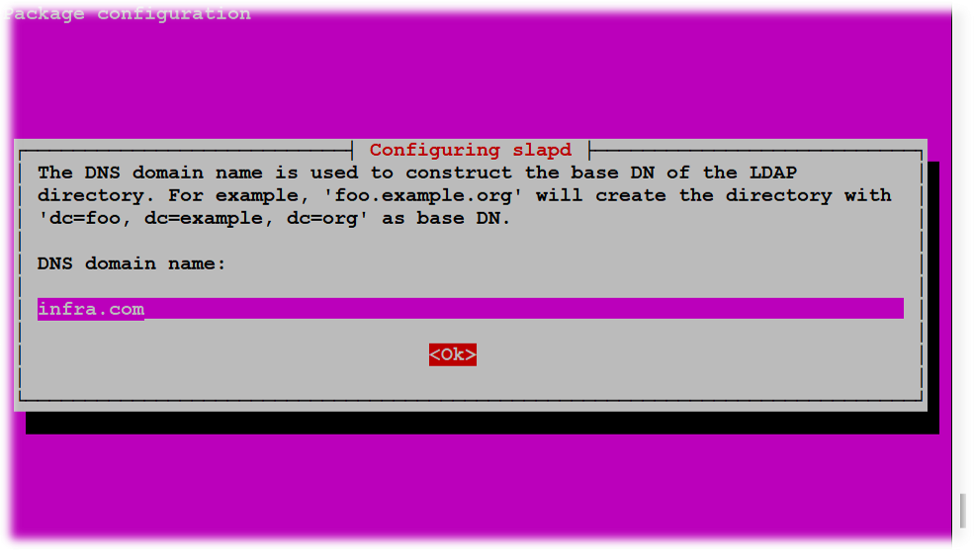 Package configuration
Configuring slapd
The DNS domain name is used to construct the base DN of the LDAP
directory. For example, 'foo.example.org' will create the directory with
'dc=foo, dc=example, dc=org' as base DN.
DNS domain name:
infra.com
<Ok>